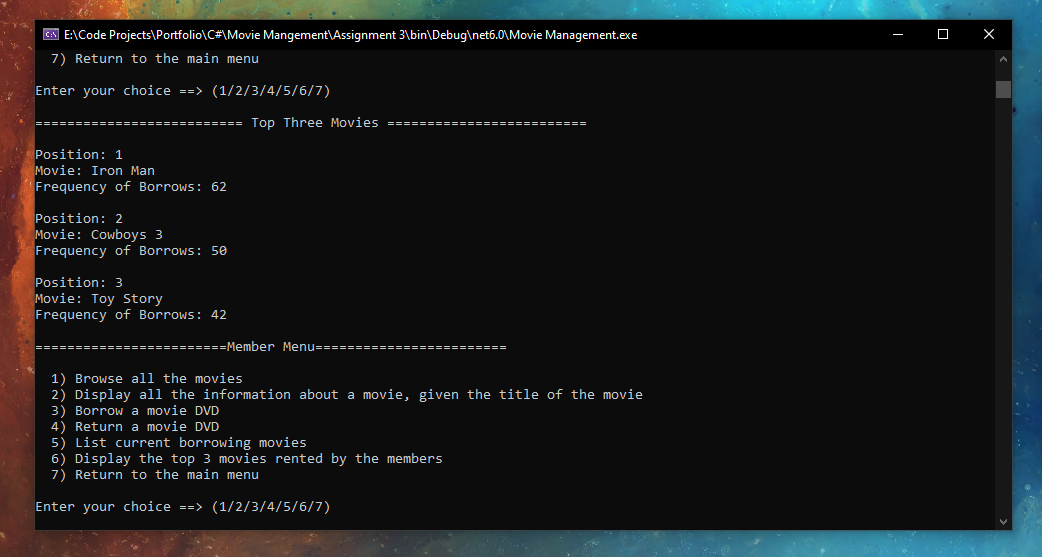 E:\Code Projects\Portfolio\C#\Movie Mangement\Assignment 3\bin\Debug\net6.0\Movie Management.exe
7) Return to the main menu
Enter your choice ==> (1/2/3/4/5/6/7)
========================== Top Three Movies =========================
Position: 1
Movie: Iron Man
Frequency of Borrows: 62
Position: 2
Movie: Cowboys 3
Frequency of Borrows: 50
Position: 3
Movie: Toy Story
Frequency of Borrows: 42
========================Member Menu========================
1) Browse all the movies
2) Display all the information about a movie, given the title of the movie
3) Borrow a movie DVD
4) Return a movie DVD
5) List current borrowing movies
6) Display the top 3 movies rented by the members
7) Return to the main menu
Enter your choice ==> (1/2/3/4/5/6/7)